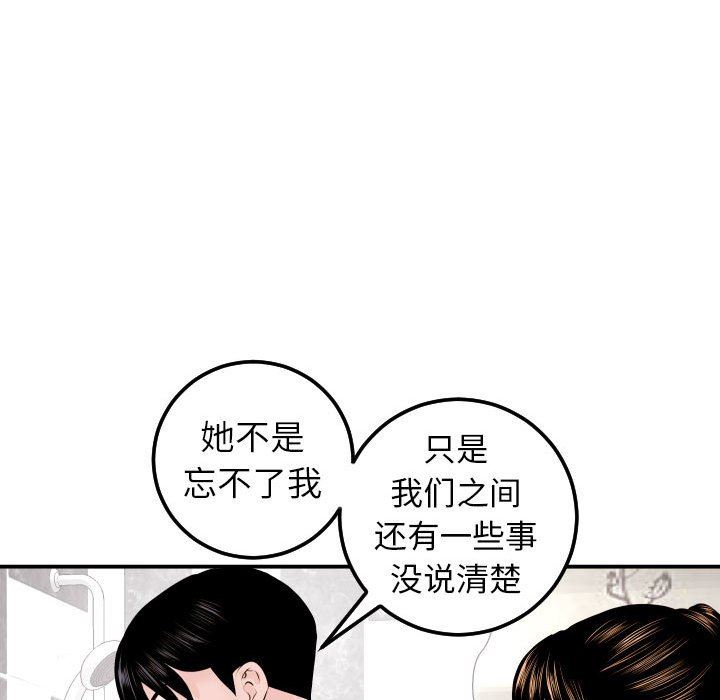 她不是
忘不了我
只是
我们之间
还有一些事
没说清楚